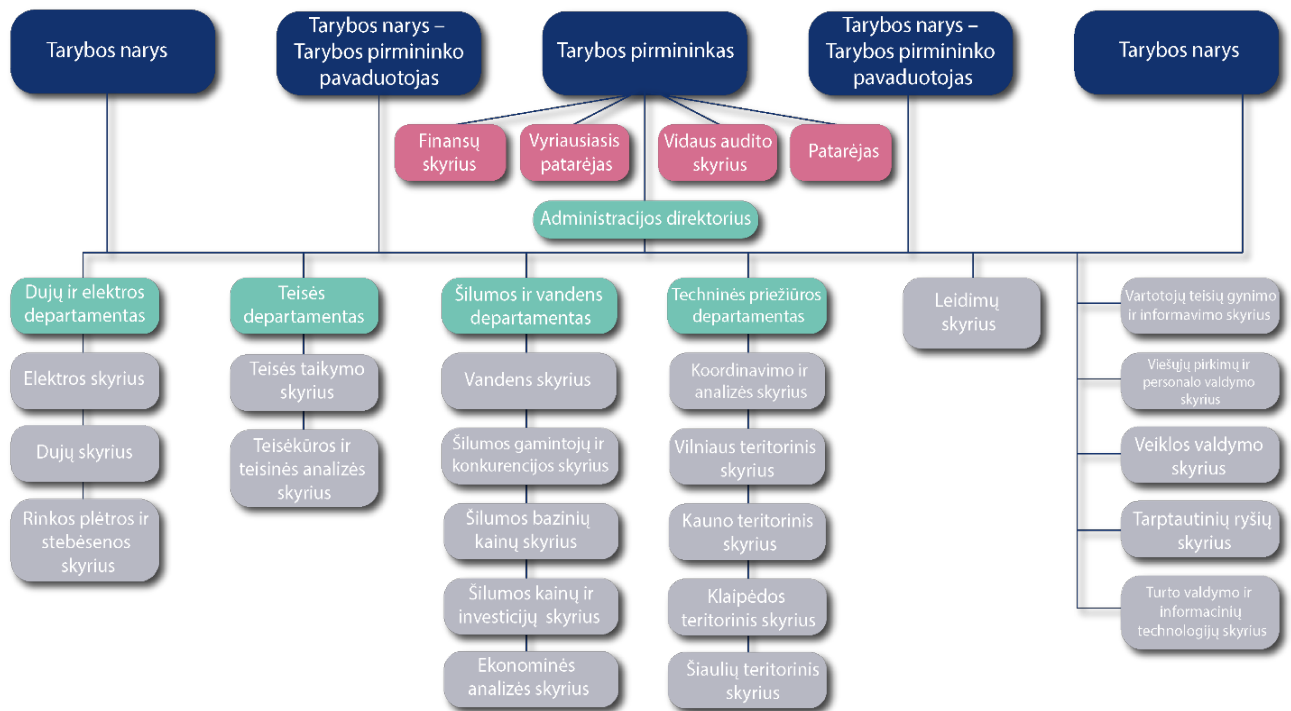 Tarybos narys
Tarybos narys –
Tarybos pirmininko
pavaduotojas
Tarybos pirmininkas
Tarybos narys –
Tarybos pirmininko
pavaduotojas
Tarybos narys
Finansų
skyrius
Vyriausiasis
patarėjas
Vidaus audito
skyrius
Patarėjas
Administracijos direktorius
Dujų ir elektros
departamentas
Elektros skyrius
Dujų skyrius
Rinkos plėtros ir
stebėsenos
skyrius
Teisės
departamentas
Teisės taikymo
skyrius
Teisėkūros ir
teisinės analizės
skyrius
Šilumos ir vandens
departamentas
Vandens skyrius
Šilumos gamintojų ir
konkurencijos skyrius
Šilumos bazinių
kainų skyrius
Šilumos kainų ir
investicijų skyrius
Ekonominės
analizės skyrius
Techninės priežiūros
departamentas
Koordinavimo ir
analizės skyrius
Vilniaus teritorinis
skyrius
Kauno teritorinis
skyrius
Klaipėdos
teritorinis skyrius
Šiaulių teritorinis
skyrius
Leidimų
skyrius
Vartotojų teisių gynimo
ir informavimo skyrius
Viešųjų pirkimų ir
personalo valdymo
skyrius
Veiklos valdymo
skyrius
Tarptautinių ryšių
skyrius
Turto valdymo ir
informacinių
technologijų skyrius